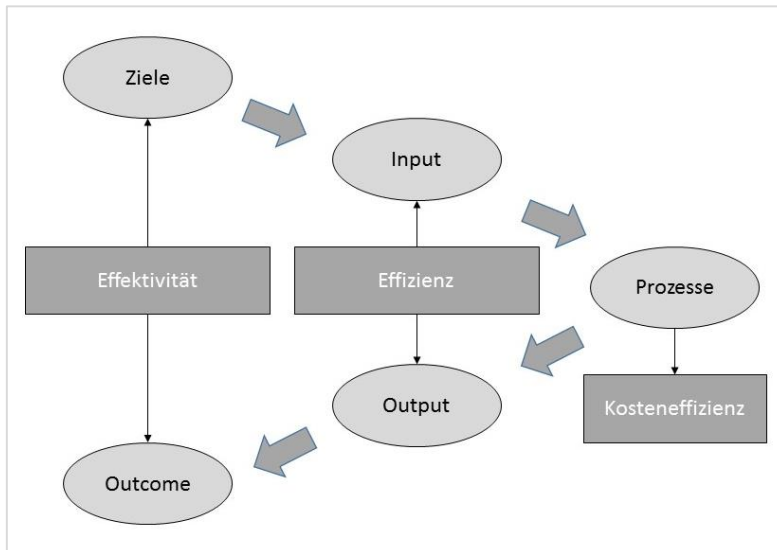 Ziele
Input
Effektivität
Effizienz
Prozesse
Output
Kosteneffizienz
Outcome